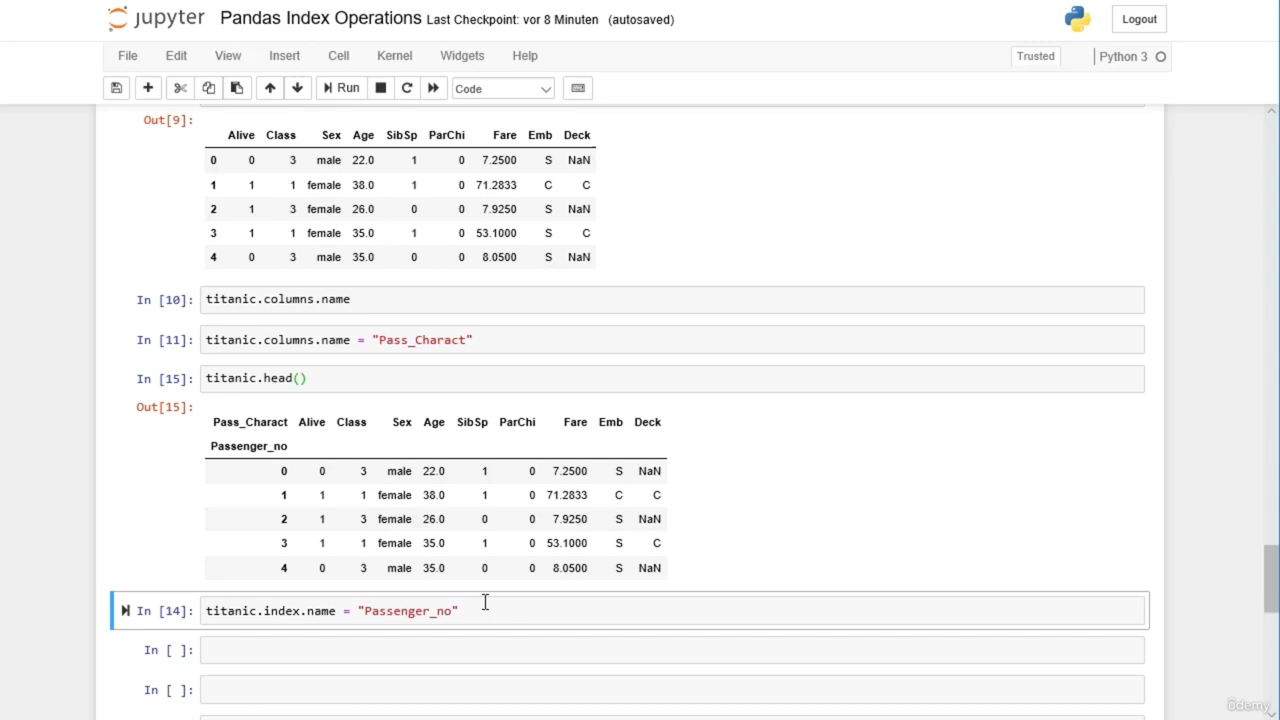 jupyter Pandas Index Operations Last Checkpoint: vor 8 Minuten (autosaved) Logout
File Edit View Insert Cell Kernel Widgets Help Trusted Python 3
Run Code
Out[9]:
Alive Class Sex Age SibSp ParChi Fare Emb Deck
0 0 3 male 22.0 1 0 7.2500 S NaN
1 1 1 female 38.0 1 0 71.2833 C C
2 1 3 female 26.0 0 0 7.9250 S NaN
3 1 1 female 35.0 1 0 53.1000 S C
4 0 3 male 35.0 0 0 8.0500 S NaN
In [10]: titanic.columns.name
In [11]: titanic.columns.name = "Pass_Charact"
In [15]: titanic.head()
Out[15]:
Pass_Charact Alive Class Sex Age SibSp ParChi Fare Emb Deck
Passenger_no
0 0 3 male 22.0 1 0 7.2500 S NaN
1 1 1 female 38.0 1 0 71.2833 C C
2 1 3 female 26.0 0 0 7.9250 S NaN
3 1 1 female 35.0 1 0 53.1000 S C
4 0 3 male 35.0 0 0 8.0500 S NaN
In [14]: titanic.index.name = "Passenger_no"
In [ ]:
In [ ]:
ûdemy